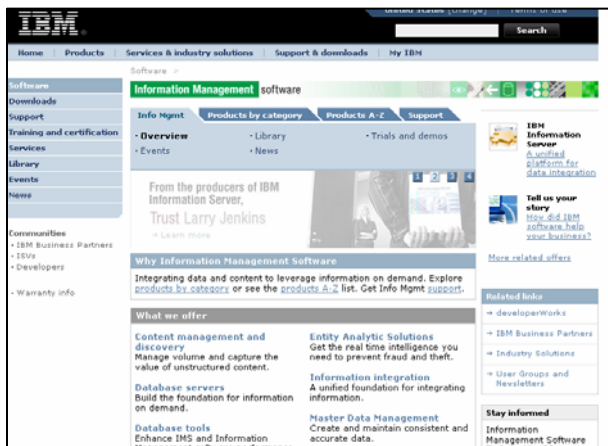 United States [change] | Terms of use
IBM
Search
Home | Products | Services & industry solutions | Support & downloads | My IBM
Software >
Software
Downloads
Support
Training and certification
Services
Library
Events
News
Communities
· IBM Business Partners
· ISVs
· Developers
· Warranty info
Information Management software
Info Mgmt
Products by category
Products A-Z
Support
· Overview
· Library
· Trials and demos
· Events
· News
From the producers of IBM
Information Server,
Trust Larry Jenkins
→ Learn more
1 2 3 4
Why Information Management Software
Integrating data and content to leverage information on demand. Explore
products by category or see the products A-Z list. Get Info Mgmt support.
What we offer
Content management and
discovery
Manage volume and capture the
value of unstructured content.
Database servers
Build the foundation for information
on demand.
Database tools
Enhance IMS and Information
Entity Analytic Solutions
Get the real time intelligence you
need to prevent fraud and theft.
Information integration
A unified foundation for integrating
information.
Master Data Management
Create and maintain consistent and
accurate data.
IBM
Information
Server
A unified
platform for
data integration
Tell us your
story
How did IBM
software help
your business?
More related offers
Related links
→ developerWorks
→ IBM Business Partners
→ Industry Solutions
→ User Groups and
Newsletters
Stay informed
Information
Management Software